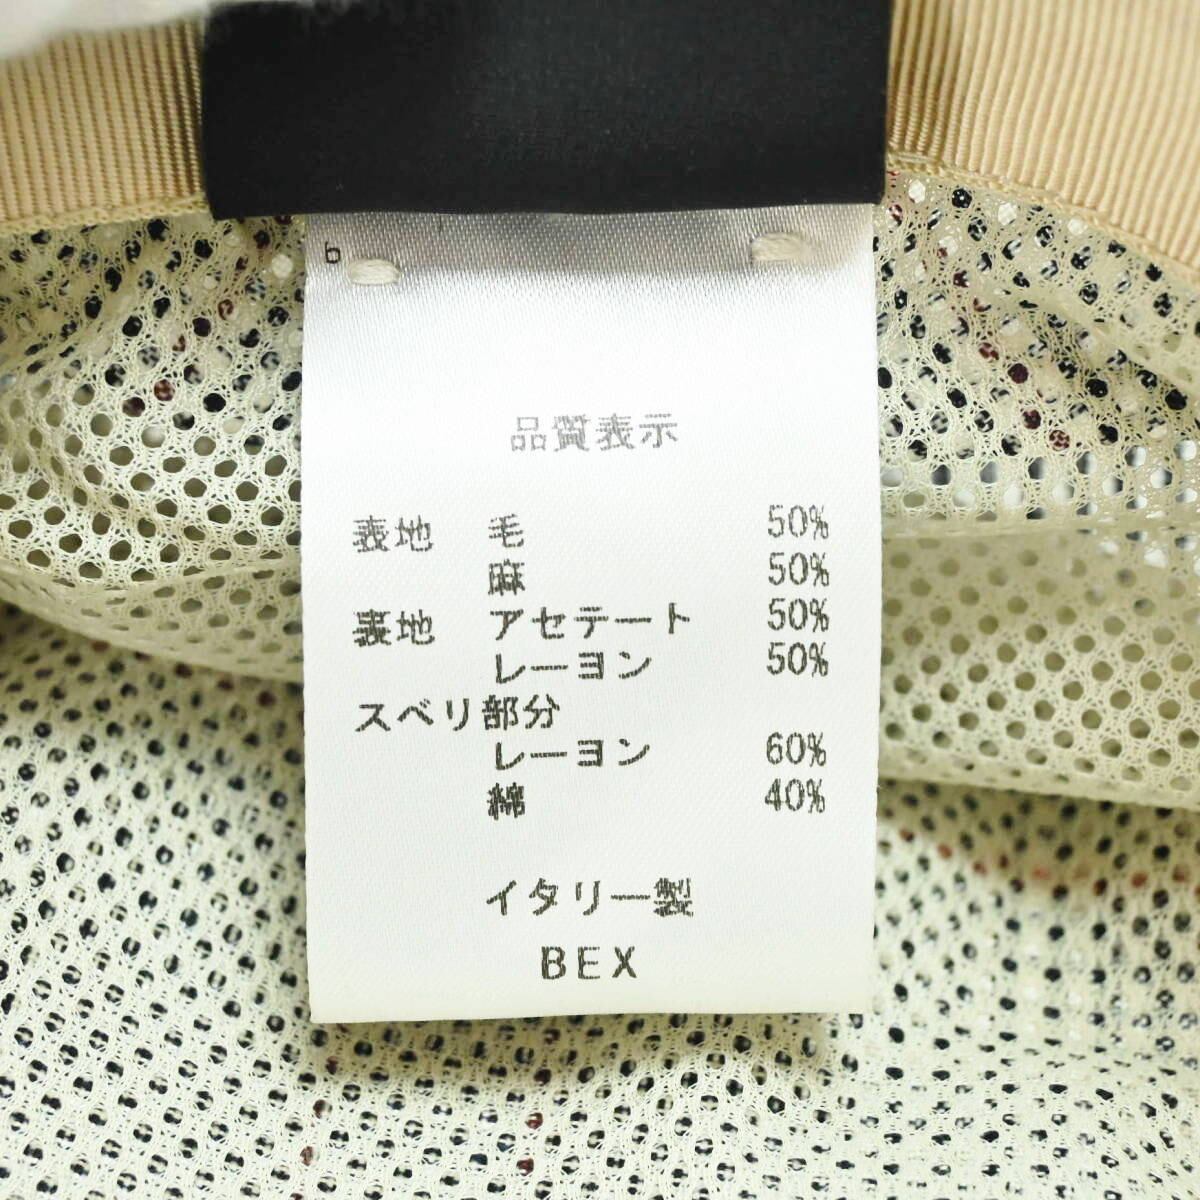 6
品質表示
表地 毛 50%
麻 50%
裏地 アセテート 50%
レーヨン 50%
スベリ部分
レーヨン 60%
綿 40%
イタリー製
BEX